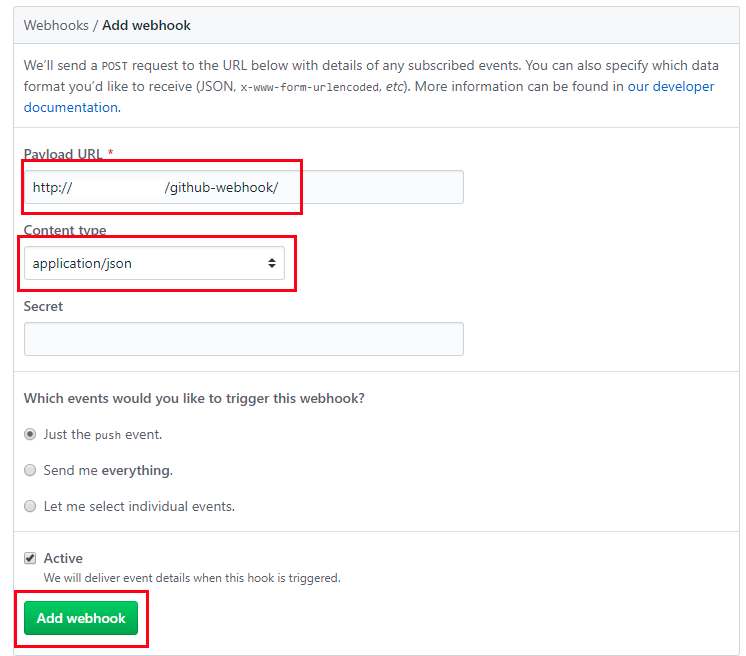 Webhooks / Add webhook
We’ll send a POST request to the URL below with details of any subscribed events. You can also specify which data
format you’d like to receive (JSON, x-www-form-urlencoded, etc). More information can be found in our developer
documentation.
Payload URL *
http:// /github-webhook/
Content type
application/json
Secret
Which events would you like to trigger this webhook?
Just the push event.
Send me everything.
Let me select individual events.
Active
We will deliver event details when this hook is triggered.
Add webhook